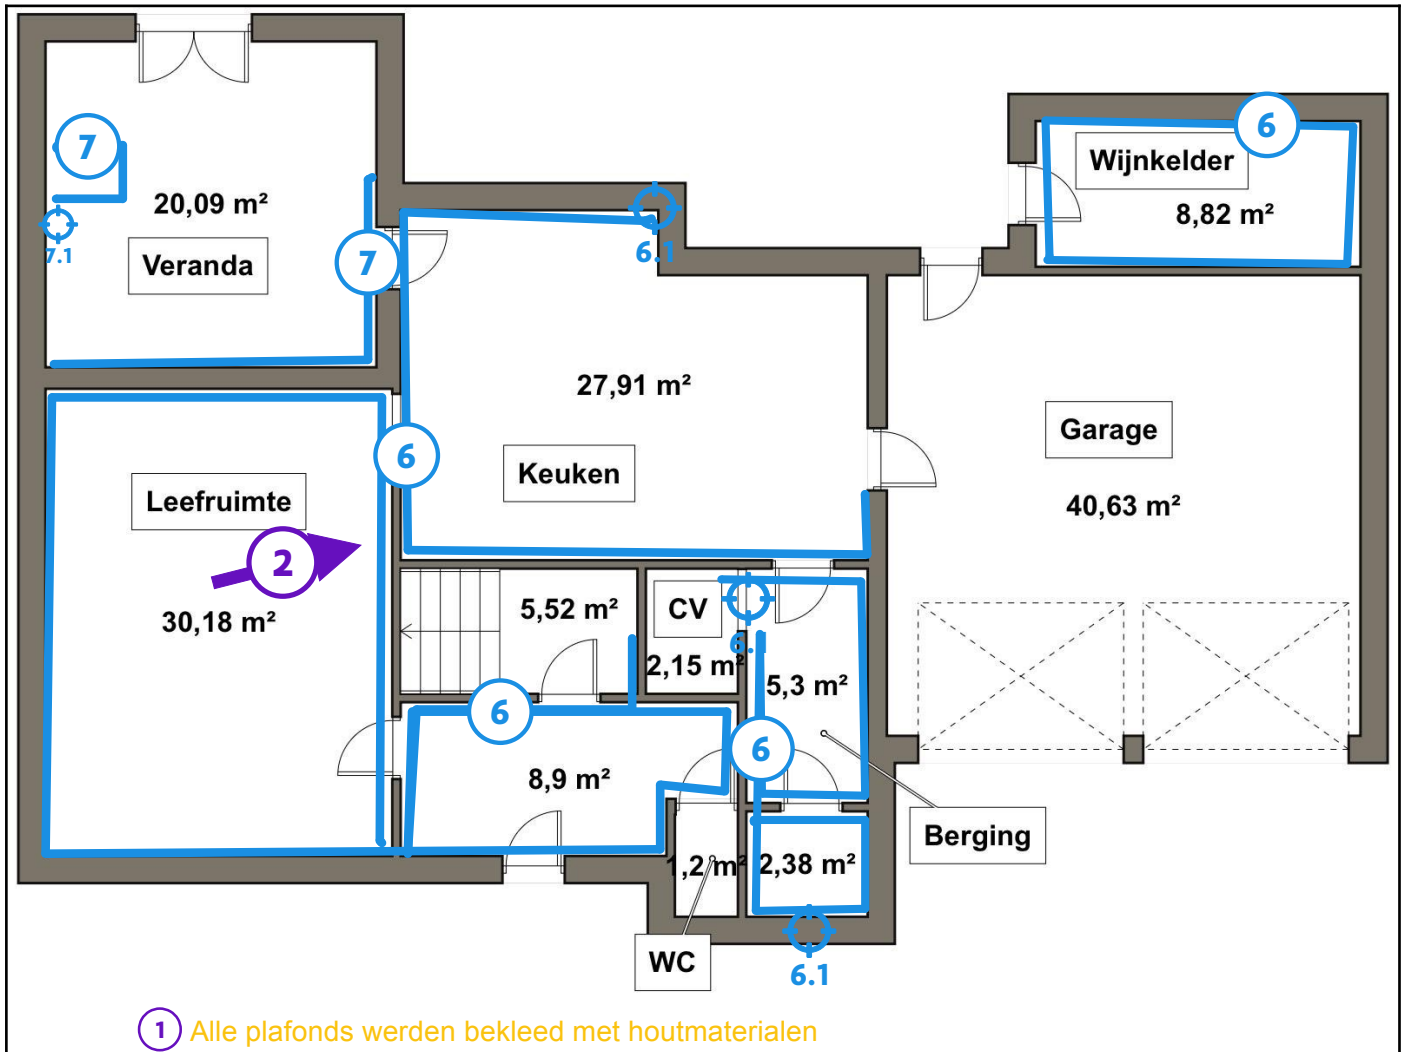 6
Wijnkelder
7
20,09 m²
8,82 m²
7.1
Veranda
7
6.1
27,91 m²
Garage
6
Keuken
Leefruimte
40,63 m²
2
30,18 m²
5,52 m²
CV
6.1
2,15 m²
5,3 m²
6
6
8,9 m²
Berging
1,2 m²
2,38 m²
WC
6.1
1 Alle plafonds werden bekleed met houtmaterialen